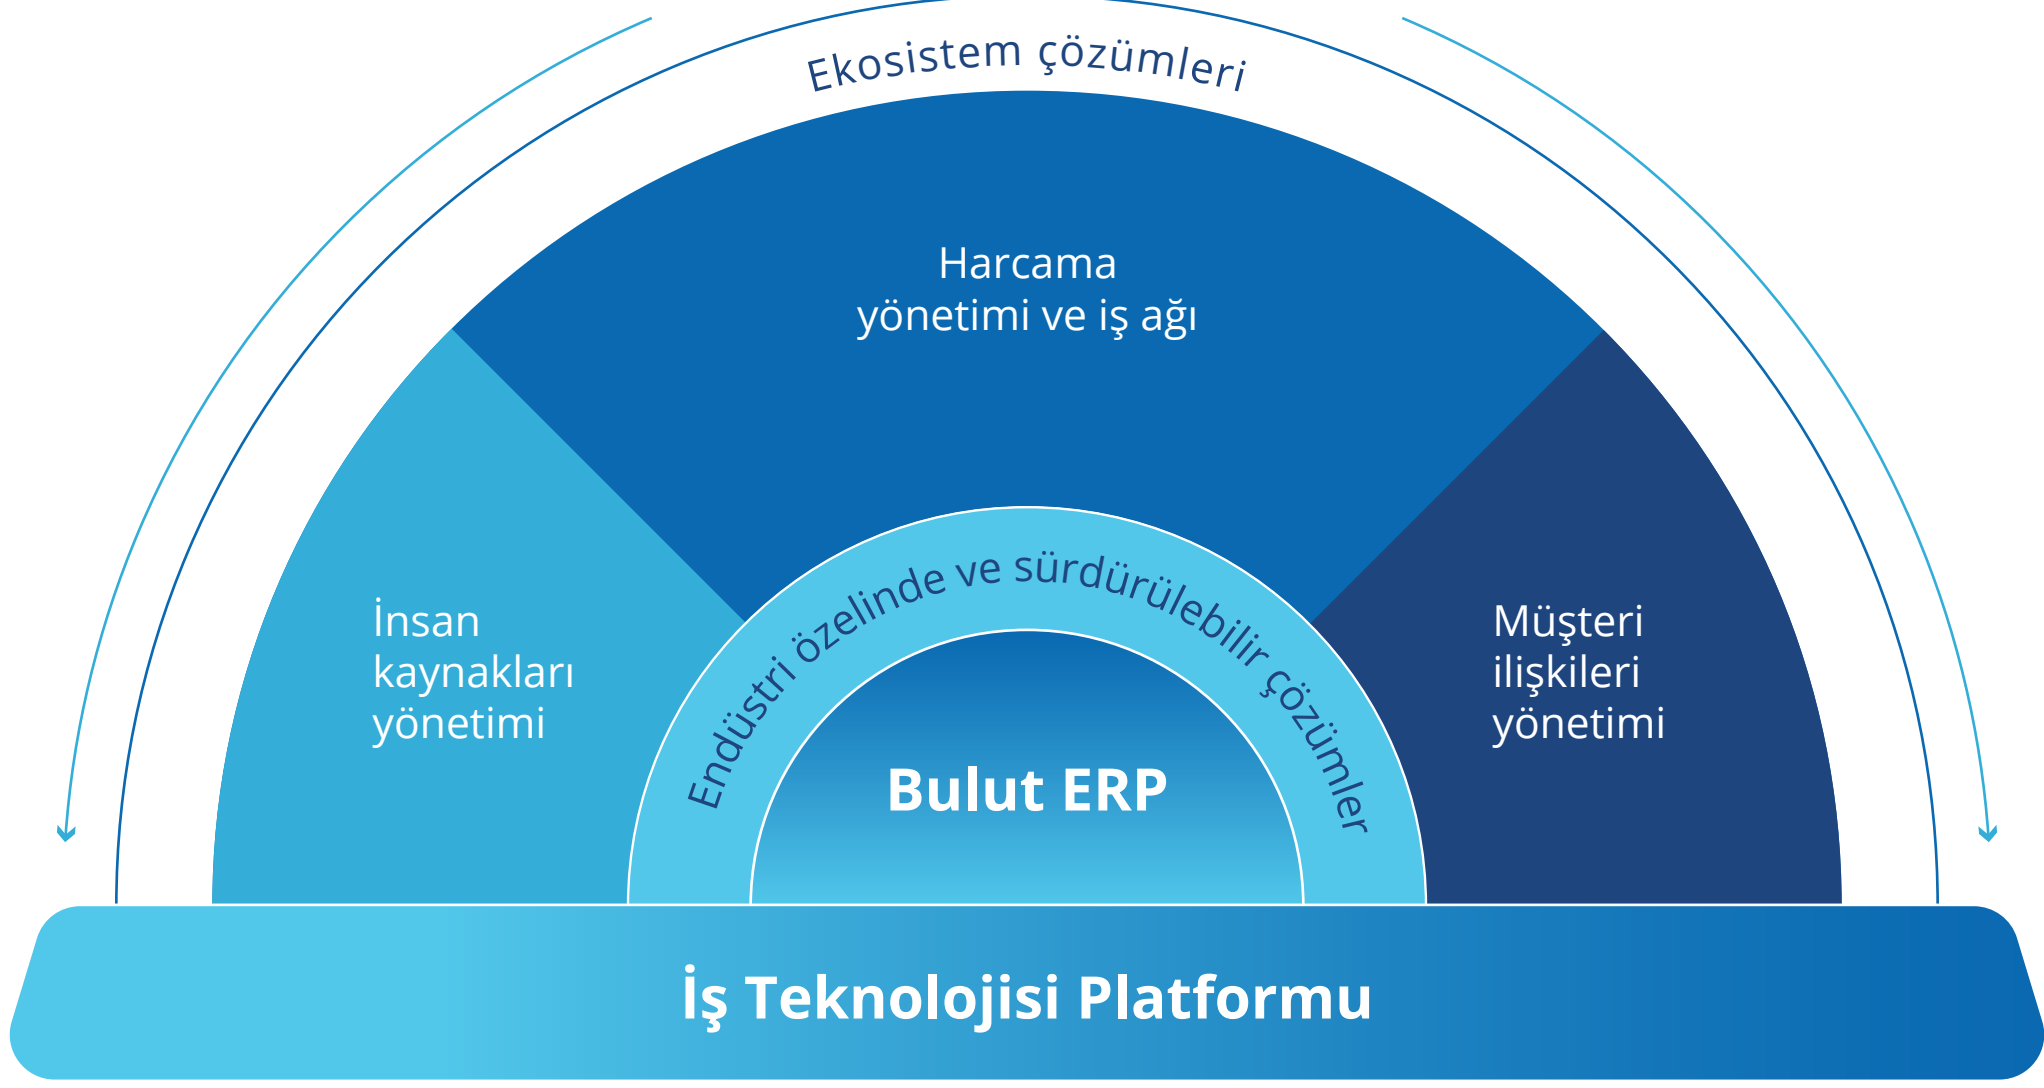 Ekosistem çözümleri
Harcama
yönetimi ve iş ağı
İnsan
kaynakları
yönetimi
Müşteri
ilişkileri
yönetimi
Endüstri özelinde ve sürdürülebilir çözümler
Bulut ERP
İş Teknolojisi Platformu